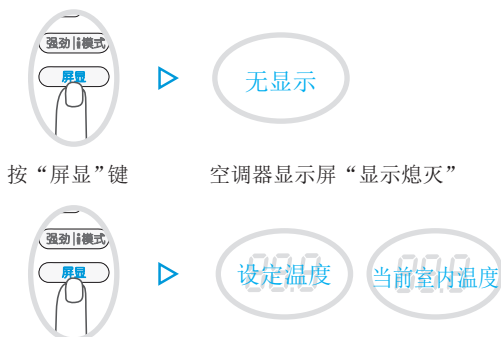 强劲|i模式
屏显
无显示
按“屏显”键
空调器显示屏“显示熄灭”
强劲|i模式
屏显
设定温度
当前室内温度